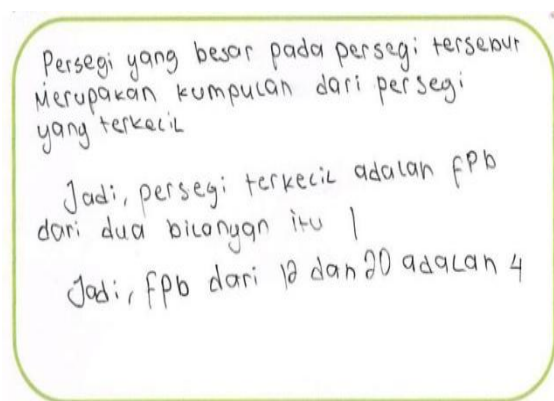 Persegi yang besar pada persegi tersebut
Merupakan kumpulan dari persegi
yang terkecil
Jadi, persegi terkecil adalah FPb
dari dua bilangan itu |
Jadi, FPb dari 12 dan 20 adalah 4